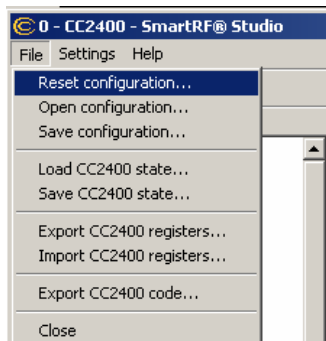 0 - CC2400 - SmartRF® Studio
File Settings Help
Reset configuration...
Open configuration...
Save configuration...
Load CC2400 state...
Save CC2400 state...
Export CC2400 registers...
Import CC2400 registers...
Export CC2400 code...
Close